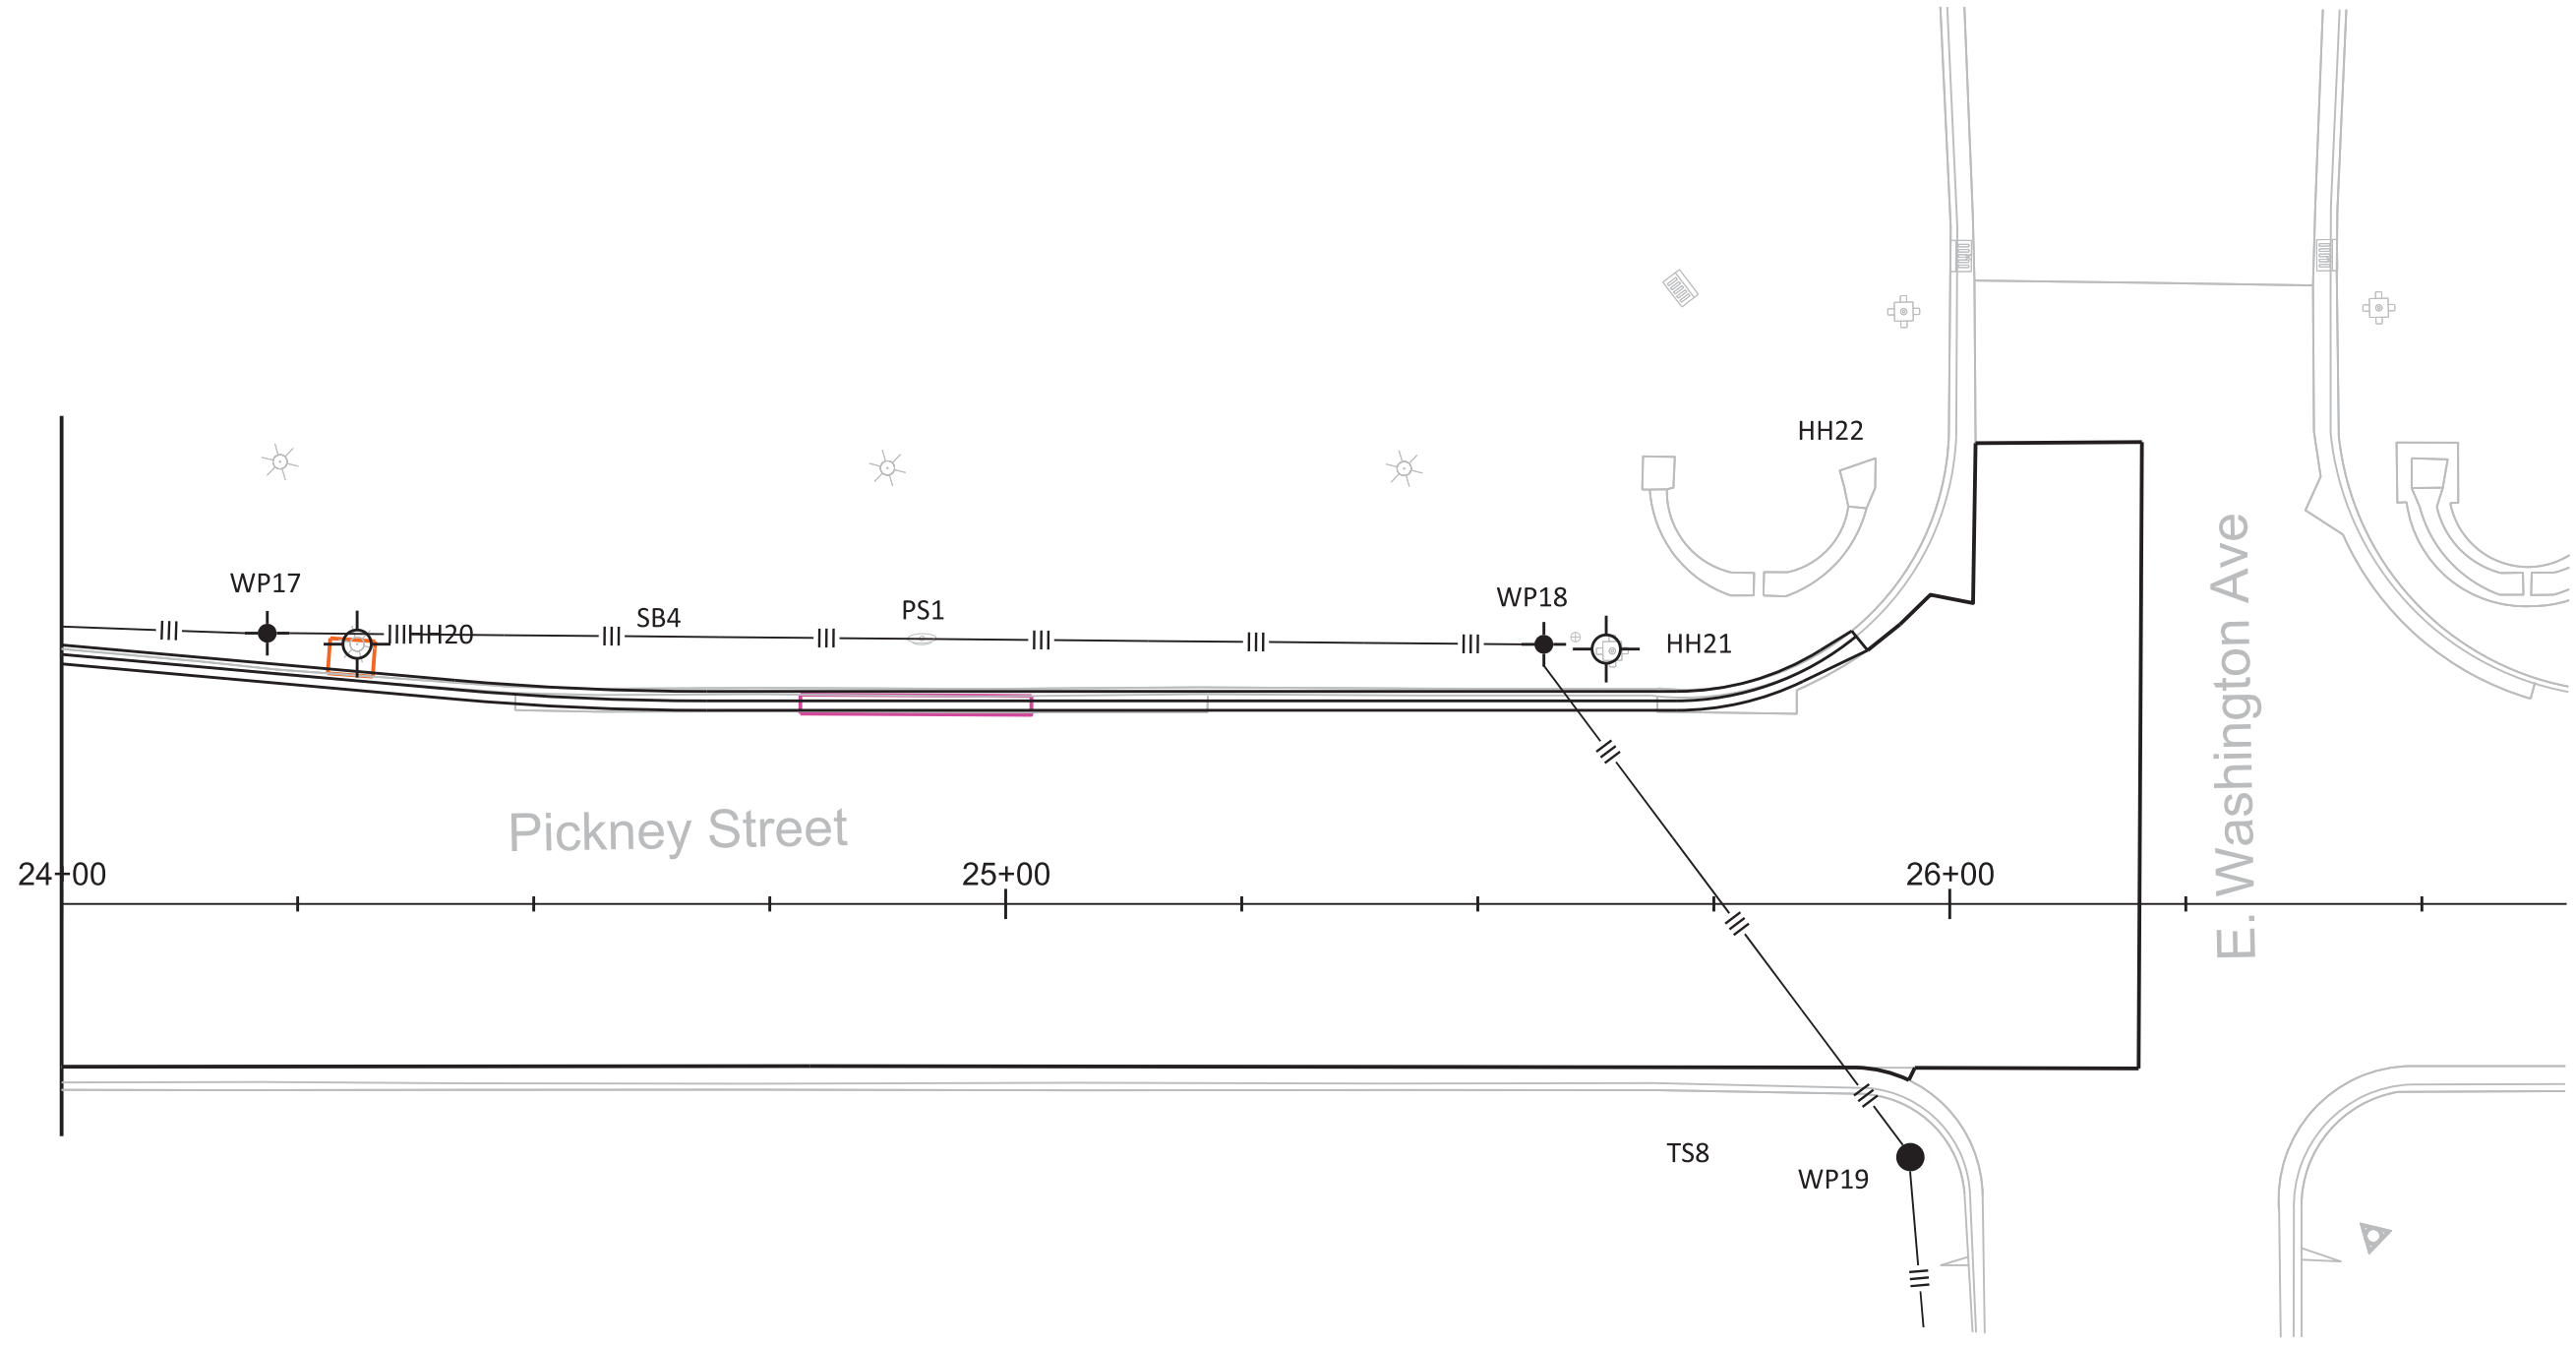 HH22
WP17
WP18
PS1
SB4
HH20
HH21
Pickney Street
E. Washington Ave
24+00
25+00
26+00
TS8
WP19